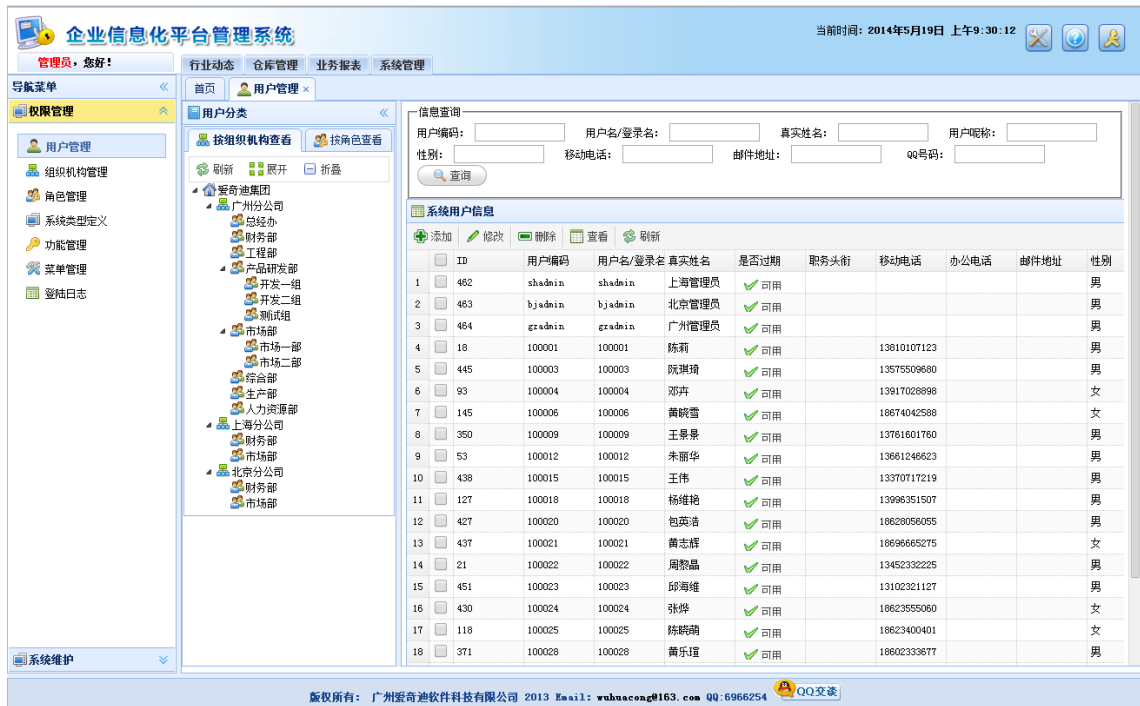 企业信息化平台管理系统
当前时间: 2014年5月19日 上午9:30:12
管理员，您好!
行业动态 仓库管理 业务报表 系统管理
导航菜单
权限管理
用户管理
组织机构管理
角色管理
系统类型定义
功能管理
菜单管理
登陆日志
系统维护
首页 用户管理
用户分类
按组织机构查看 按角色查看
刷新 展开 折叠
爱奇迪集团
广州分公司
总经办
财务部
工程部
产品研发部
开发一组
开发二组
测试组
市场部
市场一部
市场二部
综合部
生产部
人力资源部
上海分公司
财务部
市场部
北京分公司
财务部
市场部
信息查询
用户编码: 用户名/登录名: 真实姓名: 用户昵称:
性别: 移动电话: 邮件地址: QQ号码:
查询
系统用户信息
添加 修改 删除 查看 刷新
ID 用户编码 用户名/登录名 真实姓名 是否过期 职务头衔 移动电话 办公电话 邮件地址 性别
1 462 shadmin shadmin 上海管理员 可用 男
2 463 bjadmin bjadmin 北京管理员 可用 男
3 464 gzadmin gzadmin 广州管理员 可用 男
4 18 100001 100001 陈莉 可用 13810107123 男
5 445 100003 100003 阮琪琦 可用 13575509680 男
6 93 100004 100004 邓卉 可用 13917028898 女
7 145 100006 100006 黄晓雪 可用 18674042588 女
8 350 100009 100009 王景景 可用 13761601760 男
9 53 100012 100012 朱丽华 可用 13661246623 男
10 438 100015 100015 王伟 可用 13370717219 男
11 127 100018 100018 杨维艳 可用 13996351507 男
12 427 100020 100020 包英浩 可用 18628056055 男
13 437 100021 100021 黄志辉 可用 18696665275 女
14 21 100022 100022 周黎晶 可用 13452332225 男
15 451 100023 100023 邱海维 可用 13102321127 男
16 430 100024 100024 张烨 可用 18623555060 女
17 118 100025 100025 陈晓萌 可用 18623400401 女
18 371 100028 100028 黄乐瑄 可用 18602333677 男
版权所有: 广州爱奇迪软件科技有限公司 2013 Email: wuhuacong@163.com QQ:6966254 QQ交谈